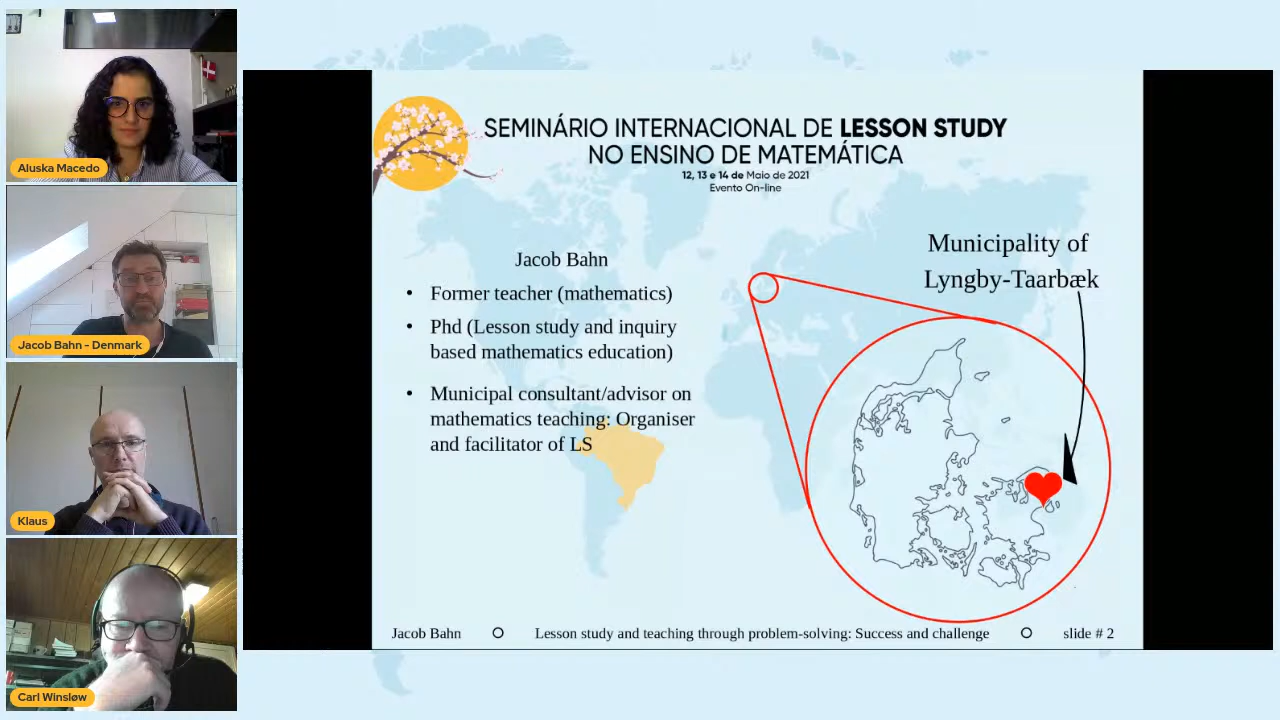 Aluska Macedo
Jacob Bahn - Denmark
Klaus
Carl Winsløw
SEMINÁRIO INTERNACIONAL DE LESSON STUDY
NO ENSINO DE MATEMÁTICA
12, 13 e 14 de Maio de 2021
Evento On-line
Jacob Bahn
• Former teacher (mathematics)
• Phd (Lesson study and inquiry
based mathematics education)
• Municipal consultant/advisor on
mathematics teaching: Organiser
and facilitator of LS
Municipality of
Lyngby-Taarbæk
Jacob Bahn O Lesson study and teaching through problem-solving: Success and challenge O slide # 2